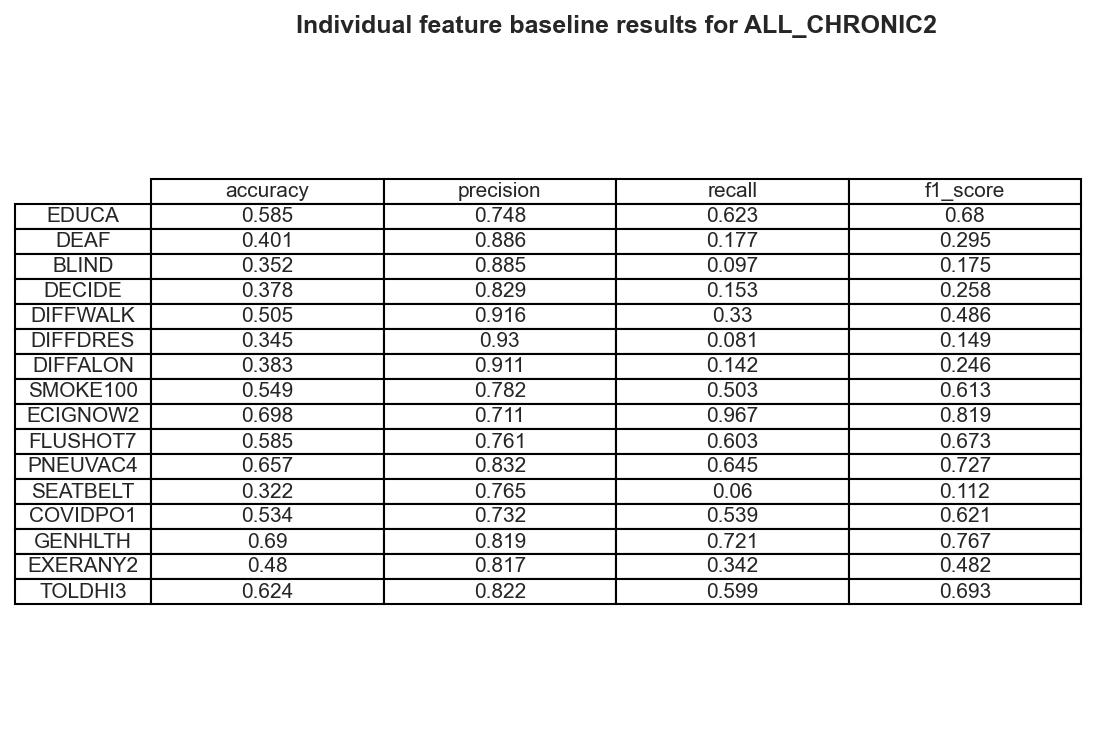 Individual feature baseline results for ALL_CHRONIC2
accuracy precision recall f1_score
EDUCA 0.585 0.748 0.623 0.68
DEAF 0.401 0.886 0.177 0.295
BLIND 0.352 0.885 0.097 0.175
DECIDE 0.378 0.829 0.153 0.258
DIFFWALK 0.505 0.916 0.33 0.486
DIFFDRES 0.345 0.93 0.081 0.149
DIFFALON 0.383 0.911 0.142 0.246
SMOKE100 0.549 0.782 0.503 0.613
ECIGNOW2 0.698 0.711 0.967 0.819
FLUSHOT7 0.585 0.761 0.603 0.673
PNEUVAC4 0.657 0.832 0.645 0.727
SEATBELT 0.322 0.765 0.06 0.112
COVIDPO1 0.534 0.732 0.539 0.621
GENHLTH 0.69 0.819 0.721 0.767
EXERANY2 0.48 0.817 0.342 0.482
TOLDHI3 0.624 0.822 0.599 0.693